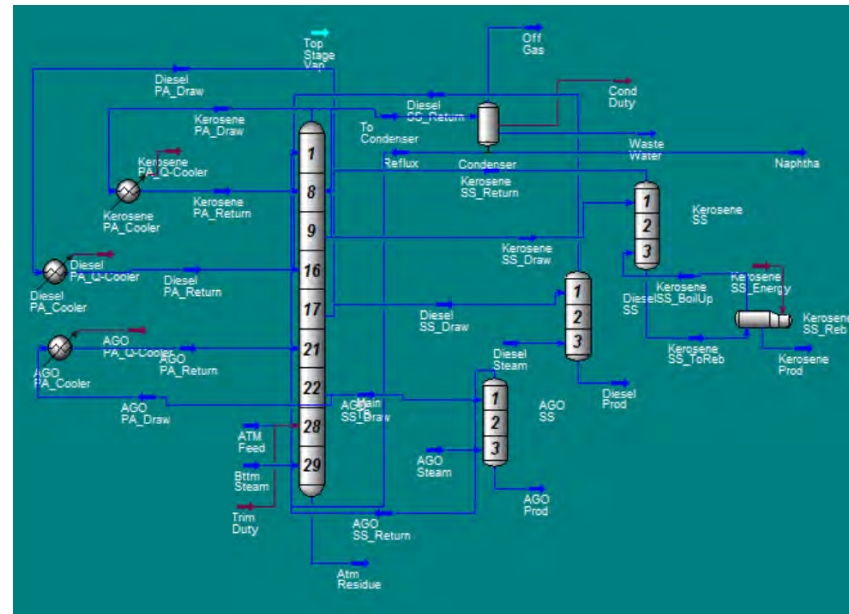 Top
Stage
Vap
Off
Gas
Diesel
PA_Draw
Cond
Duty
Kerosene
PA_Draw
Diesel
SS_Return
To
Condenser
Waste
Water
Reflux
Condenser
Naphtha
Kerosene
PA_Q-Cooler
Kerosene
SS_Return
1
8
9
16
17
21
22
28
29
Kerosene
PA_Cooler
Kerosene
PA_Return
1
2
3
Kerosene
SS
Kerosene
SS_Draw
Diesel
PA_Q-Cooler
Diesel
PA_Cooler
Diesel
PA_Return
Kerosene
SS_BoilUp
Kerosene
SS_Energy
Diesel
SS
1
2
3
Diesel
SS_Draw
Kerosene
SS_Reb
Kerosene
SS_ToReb
Kerosene
Prod
AGO
PA_Q-Cooler
AGO
PA_Cooler
AGO
PA_Return
Diesel
Steam
Diesel
Prod
AGO
PA_Draw
AGO
SS_Draw
Main
1
2
3
AGO
SS
ATM
Feed
Bttm
Steam
AGO
Steam
Trim
Duty
AGO
SS_Return
AGO
Prod
Atm
Residue